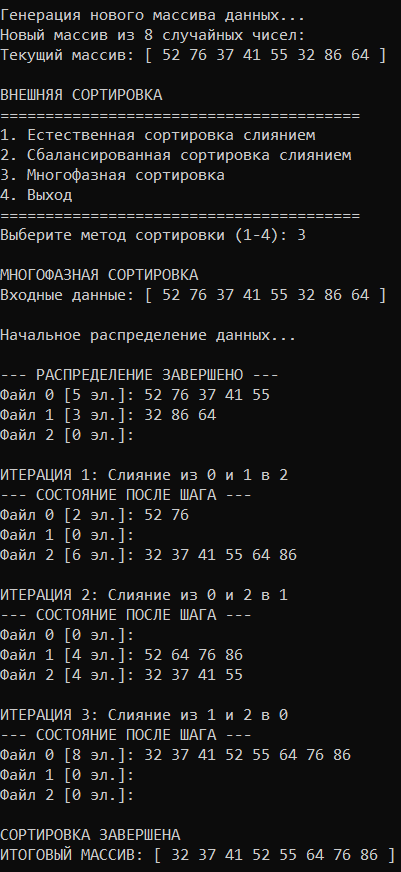 Генерация нового массива данных...
Новый массив из 8 случайных чисел:
Текущий массив: [ 52 76 37 41 55 32 86 64 ]
ВНЕШНЯЯ СОРТИРОВКА
========================================
1. Естественная сортировка слиянием
2. Сбалансированная сортировка слиянием
3. Многофазная сортировка
4. Выход
========================================
Выберите метод сортировки (1-4): 3
МНОГОФАЗНАЯ СОРТИРОВКА
Входные данные: [ 52 76 37 41 55 32 86 64 ]
Начальное распределение данных...
--- РАСПРЕДЕЛЕНИЕ ЗАВЕРШЕНО ---
Файл 0 [5 эл.]: 52 76 37 41 55
Файл 1 [3 эл.]: 32 86 64
Файл 2 [0 эл.]:
ИТЕРАЦИЯ 1: Слияние из 0 и 1 в 2
--- СОСТОЯНИЕ ПОСЛЕ ШАГА ---
Файл 0 [2 эл.]: 52 76
Файл 1 [0 эл.]:
Файл 2 [6 эл.]: 32 37 41 55 64 86
ИТЕРАЦИЯ 2: Слияние из 0 и 2 в 1
--- СОСТОЯНИЕ ПОСЛЕ ШАГА ---
Файл 0 [0 эл.]:
Файл 1 [4 эл.]: 52 64 76 86
Файл 2 [4 эл.]: 32 37 41 55
ИТЕРАЦИЯ 3: Слияние из 1 и 2 в 0
--- СОСТОЯНИЕ ПОСЛЕ ШАГА ---
Файл 0 [8 эл.]: 32 37 41 52 55 64 76 86
Файл 1 [0 эл.]:
Файл 2 [0 эл.]:
СОРТИРОВКА ЗАВЕРШЕНА
ИТОГОВЫЙ МАССИВ: [ 32 37 41 52 55 64 76 86 ]